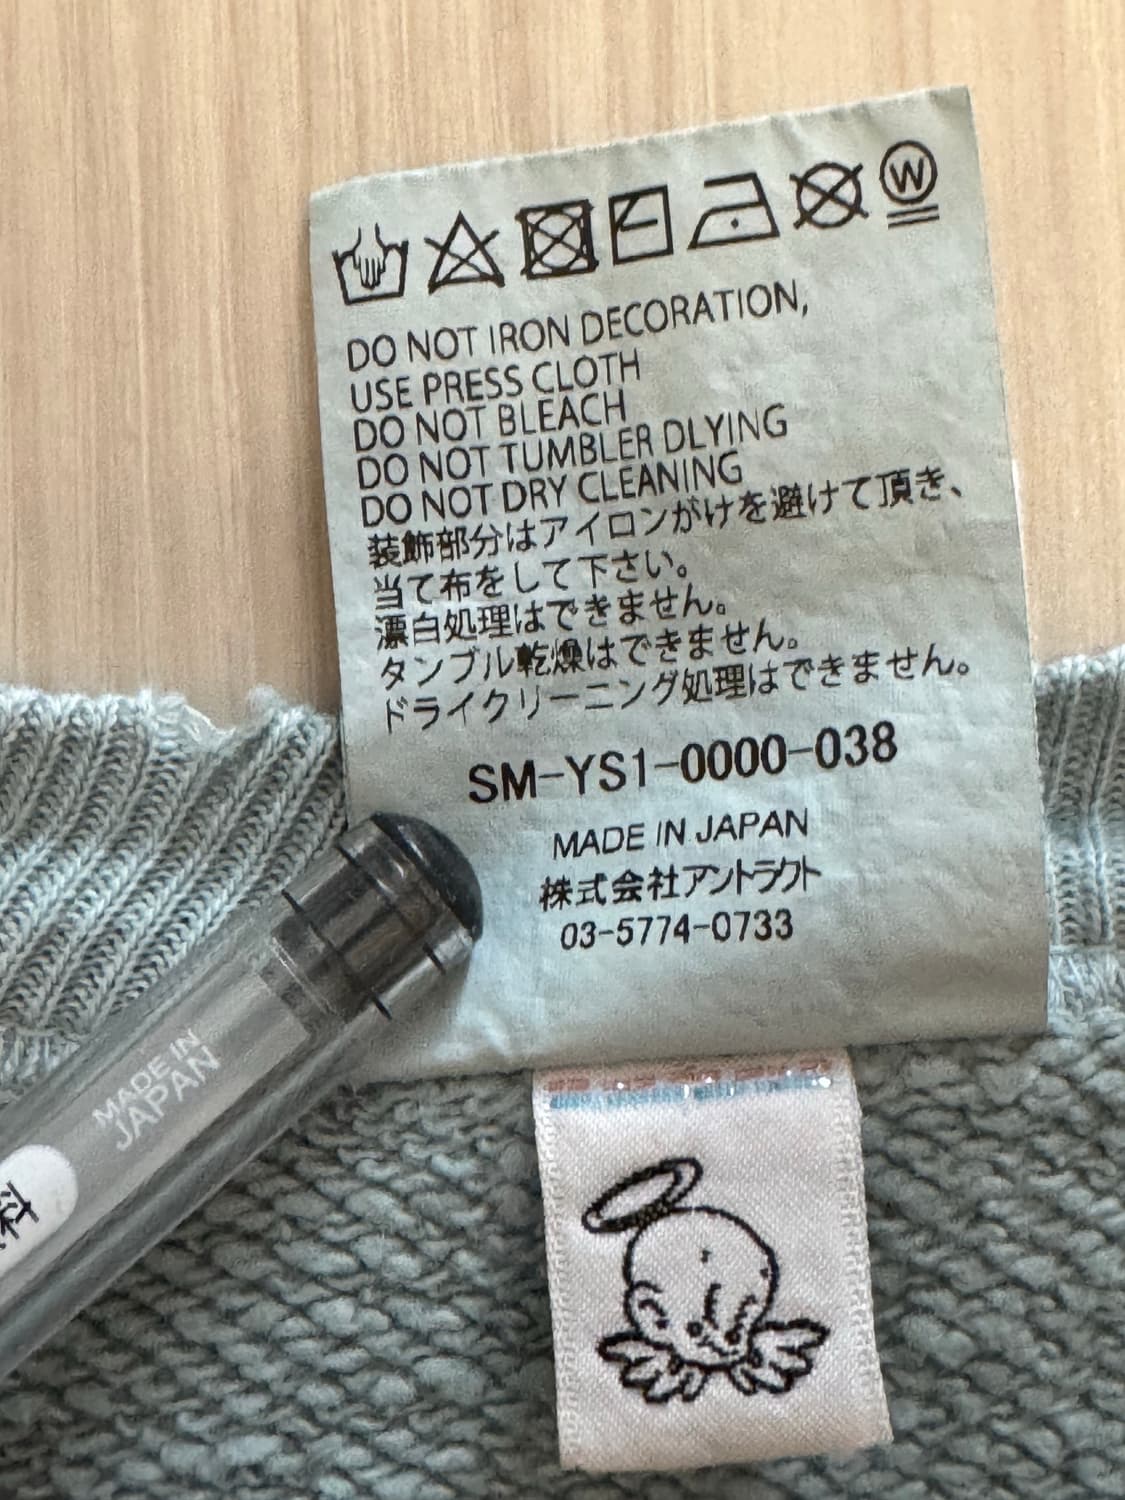 W
DO NOT IRON DECORATION,
USE PRESS CLOTH
DO NOT BLEACH
DO NOT TUMBLER DLYING
DO NOT DRY CLEANING
装飾部分はアイロンがけを避けて頂き、
当て布をして下さい。
漂白処理はできません。
タンブル乾燥はできません。
ドライクリーニング処理はできません。
SM-YS1-0000-038
MADE IN JAPAN
株式会社アントラクト
03-5774-0733
MADE IN
JAPAN
科